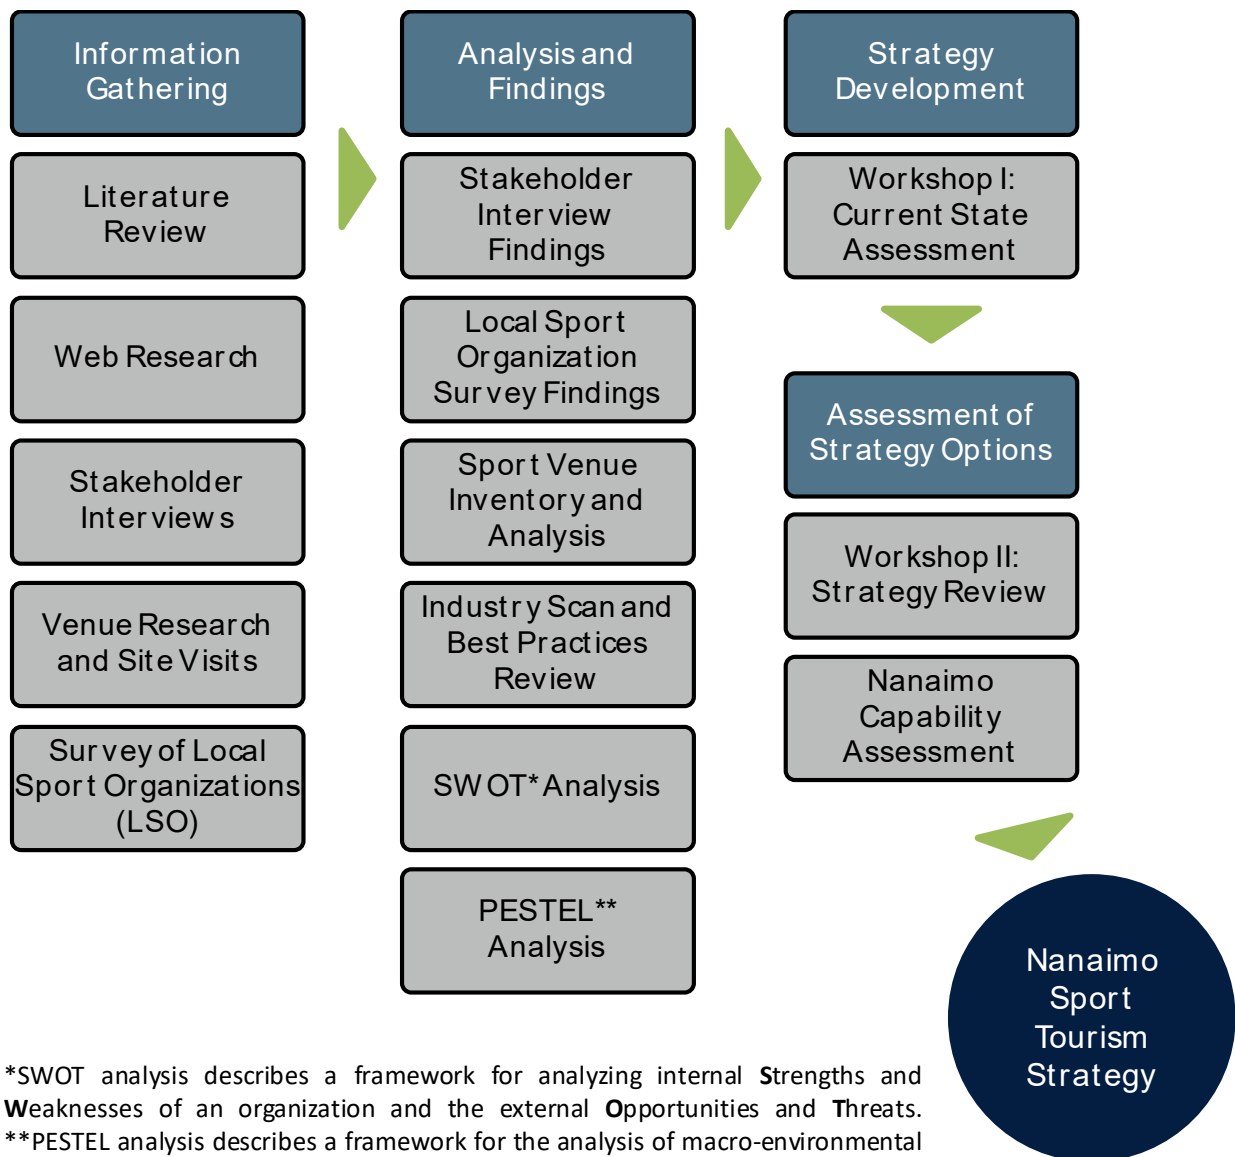 Information
Gathering
Literature
Review
Web Research
Stakeholder
Interviews
Venue Research
and Site Visits
Survey of Local
Sport Organizations
(LSO)
Analysis and
Findings
Stakeholder
Interview
Findings
Local Sport
Organization
Survey Findings
Sport Venue
Inventory and
Analysis
Industry Scan and
Best Practices
Review
SWOT* Analysis
PESTEL**
Analysis
Strategy
Development
Workshop I:
Current State
Assessment
Assessment of
Strategy Options
Workshop II:
Strategy Review
Nanaimo
Capability
Assessment
Nanaimo
Sport
Tourism
Strategy
*SWOT analysis describes a framework for analyzing internal Strengths and
Weaknesses of an organization and the external Opportunities and Threats.
**PESTEL analysis describes a framework for the analysis of macro-environmental